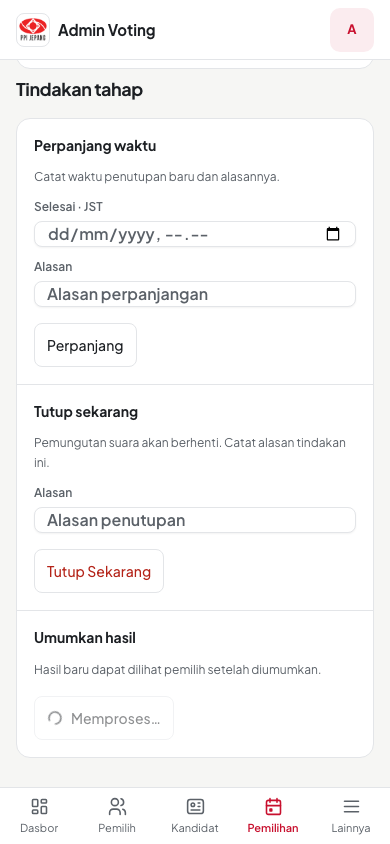 PPI JEPANG
Admin Voting
A
Tindakan tahap
Perpanjang waktu
Catat waktu penutupan baru dan alasannya.
Selesai · JST
dd/mm/yyyy, --.--
Alasan
Alasan perpanjangan
Perpanjang
Tutup sekarang
Pemungutan suara akan berhenti. Catat alasan tindakan
ini.
Alasan
Alasan penutupan
Tutup Sekarang
Umumkan hasil
Hasil baru dapat dilihat pemilih setelah diumumkan.
Memproses…
Dasbor
Pemilih
Kandidat
Pemilihan
Lainnya